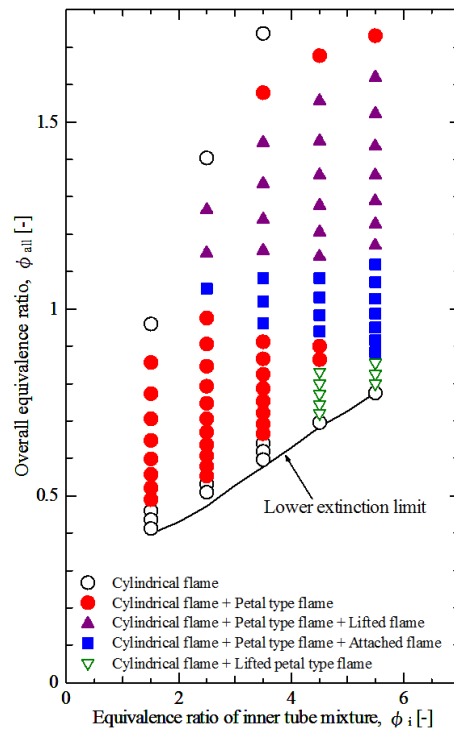 Overall equivalence ratio, ϕ all [-]
1.5
1
0.5
0
Lower extinction limit
Cylindrical flame
Cylindrical flame + Petal type flame
Cylindrical flame + Petal type flame + Lifted flame
Cylindrical flame + Petal type flame + Attached flame
Cylindrical flame + Lifted petal type flame
0 2 4 6
Equivalence ratio of inner tube mixture, ϕ i [-]